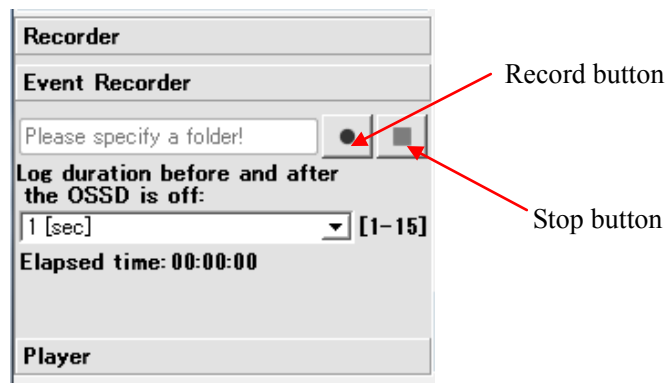 Recorder
Event Recorder
Record button
Please specify a folder!
Log duration before and after
the OSSD is off:
Stop button
1 [sec] [1-15]
Elapsed time: 00:00:00
Player